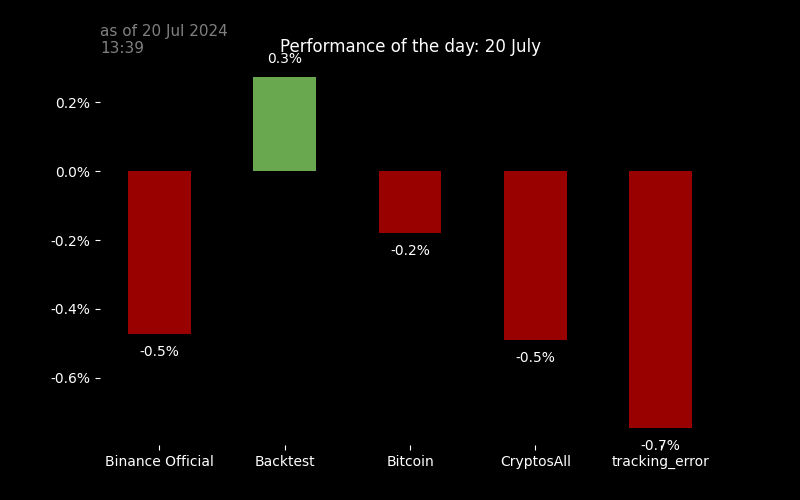 as of 20 Jul 2024
13:39
Performance of the day: 20 July
0.3%
0.2%
0.0%
-0.2%
-0.4%
-0.6%
-0.5%
-0.2%
-0.5%
-0.7%
Binance Official
Backtest
Bitcoin
CryptosAll
tracking_error